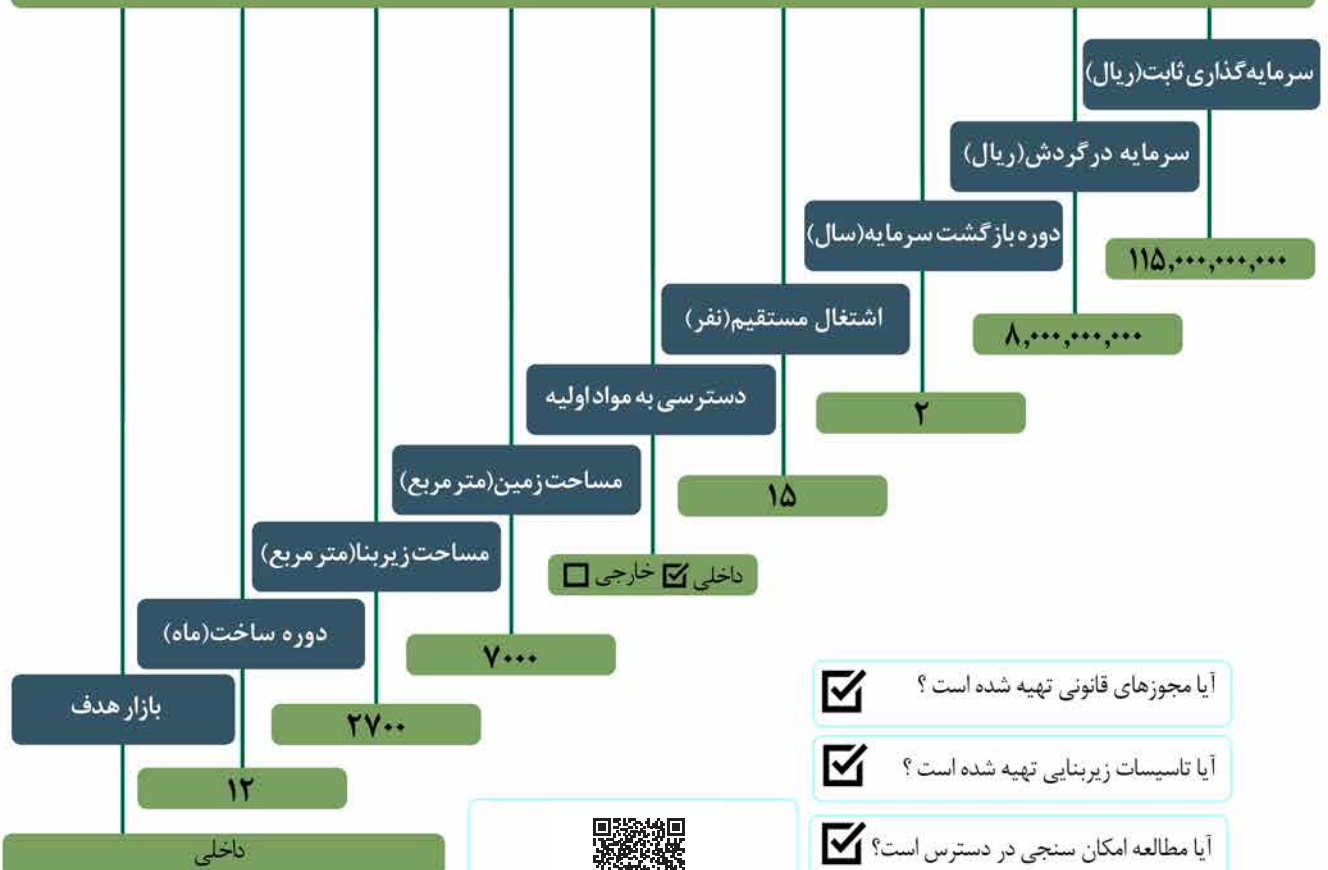 سرمایه‌گذاری ثابت(ریال)
۱۱۵,۰۰۰,۰۰۰,۰۰۰
سرمایه در گردش(ریال)
۸,۰۰۰,۰۰۰,۰۰۰
دوره بازگشت سرمایه(سال)
۲
اشتغال مستقیم(نفر)
۱۵
دسترسی به مواد اولیه
داخلی ☑ خارجی ☐
مساحت زمین(متر مربع)
۷۰۰۰
مساحت زیربنا(متر مربع)
۲۷۰۰
دوره ساخت(ماه)
۱۲
بازار هدف
داخلی
آیا مجوزهای قانونی تهیه شده است ؟ ☑
آیا تاسیسات زیربنایی تهیه شده است ؟ ☑
آیا مطالعه امکان سنجی در دسترس است؟ ☑